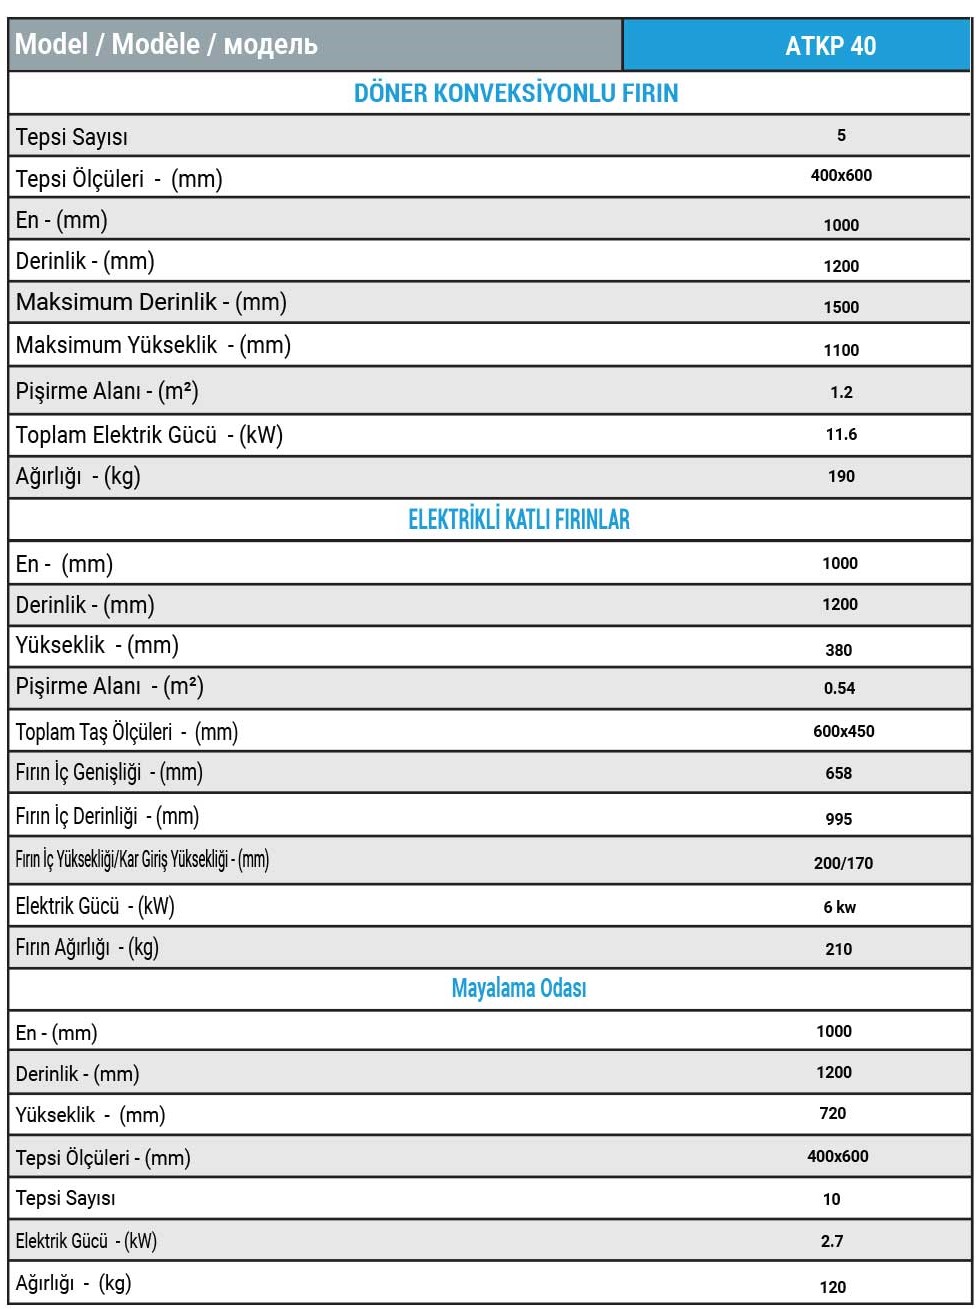 Model / Modèle / модель ATKP 40
DÖNER KONVEKSİYONLU FIRIN
Tepsi Sayısı 5
Tepsi Ölçüleri - (mm) 400x600
En - (mm) 1000
Derinlik - (mm) 1200
Maksimum Derinlik - (mm) 1500
Maksimum Yükseklik - (mm) 1100
Pişirme Alanı - (m²) 1.2
Toplam Elektrik Gücü - (kW) 11.6
Ağırlığı - (kg) 190
ELEKTRİKLİ KATLI FIRINLAR
En - (mm) 1000
Derinlik - (mm) 1200
Yükseklik - (mm) 380
Pişirme Alanı - (m²) 0.54
Toplam Taş Ölçüleri - (mm) 600x450
Fırın İç Genişliği - (mm) 658
Fırın İç Derinliği - (mm) 995
Fırın İç Yüksekliği/Kar Giriş Yüksekliği - (mm) 200/170
Elektrik Gücü - (kW) 6 kw
Fırın Ağırlığı - (kg) 210
Mayalama Odası
En - (mm) 1000
Derinlik - (mm) 1200
Yükseklik - (mm) 720
Tepsi Ölçüleri - (mm) 400x600
Tepsi Sayısı 10
Elektrik Gücü - (kW) 2.7
Ağırlığı - (kg) 120